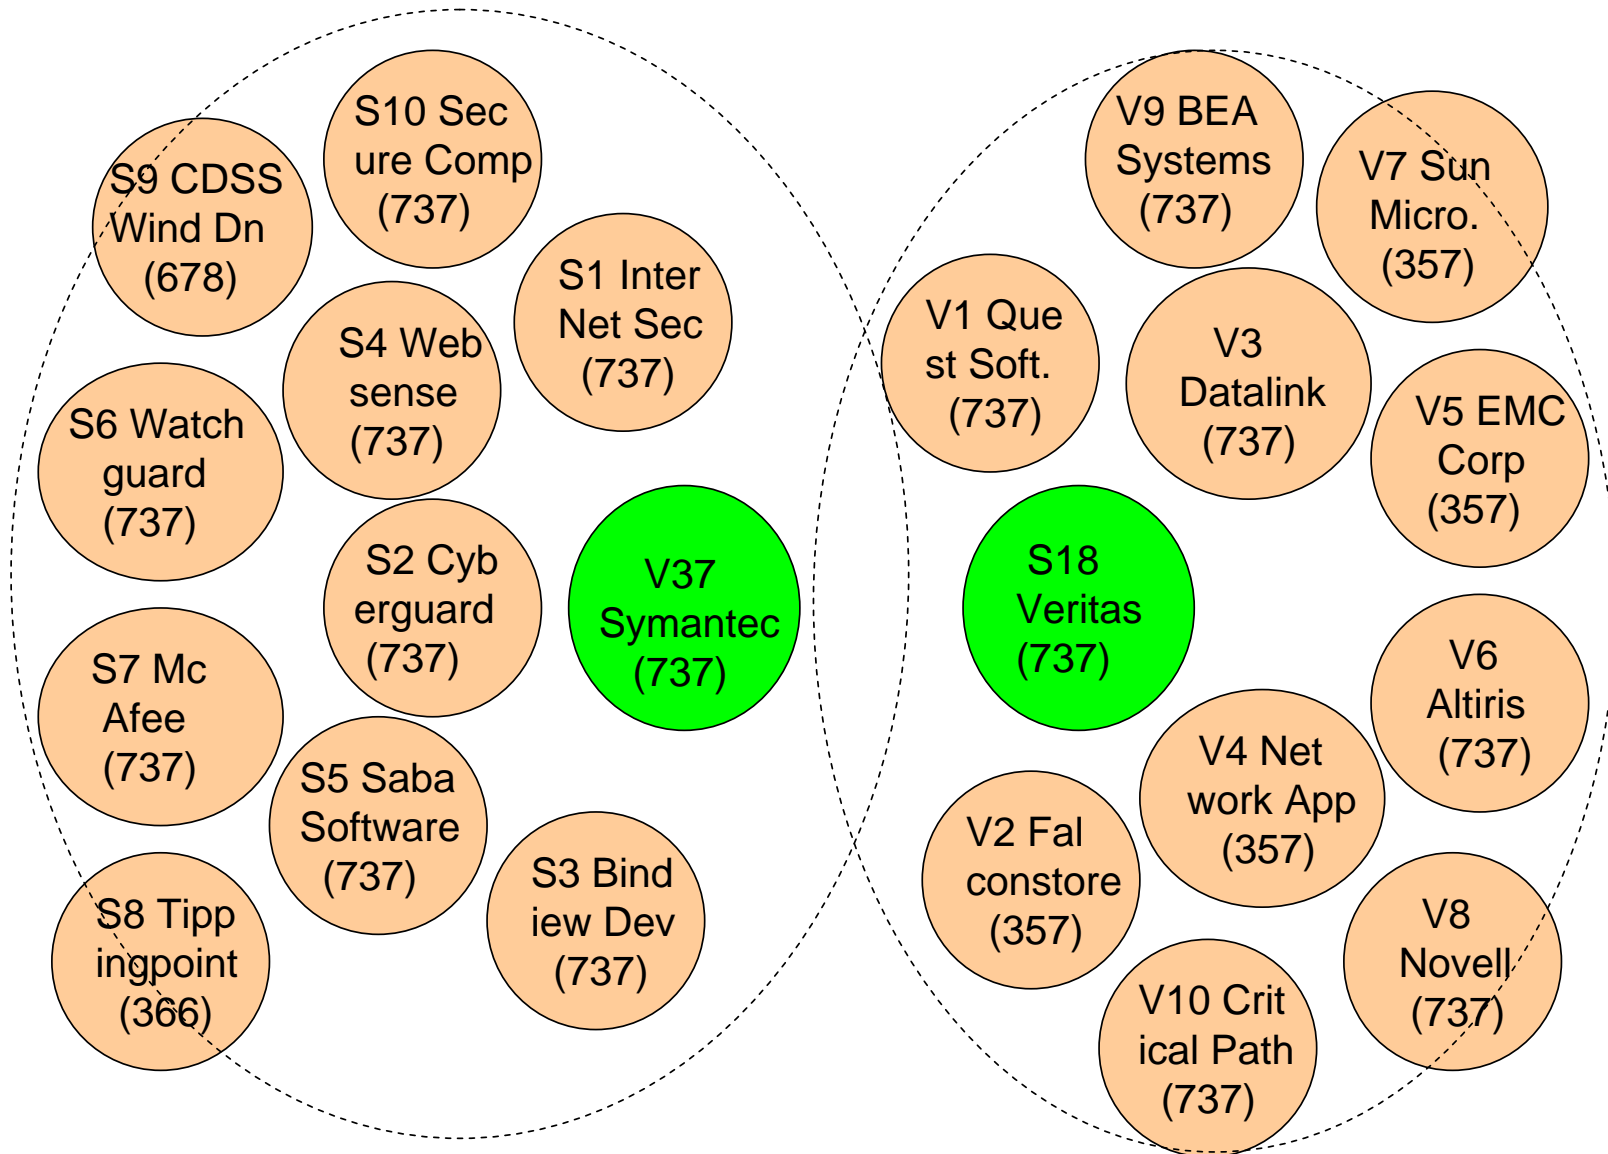 S10 Sec
ure Comp
(737)
S9 CDSS
Wind Dn
(678)
S1 Inter
Net Sec
(737)
S4 Web
sense
(737)
S6 Watch
guard
(737)
S2 Cyb
erguard
(737)
V37
Symantec
(737)
S7 Mc
Afee
(737)
S5 Saba
Software
(737)
S3 Bind
iew Dev
(737)
S8 Tipp
ingpoint
(366)
V9 BEA
Systems
(737)
V7 Sun
Micro.
(357)
V1 Que
st Soft.
(737)
V3
Datalink
(737)
V5 EMC
Corp
(357)
S18
Veritas
(737)
V6
Altiris
(737)
V4 Net
work App
(357)
V2 Fal
constore
(357)
V8
Novell
(737)
V10 Crit
ical Path
(737)